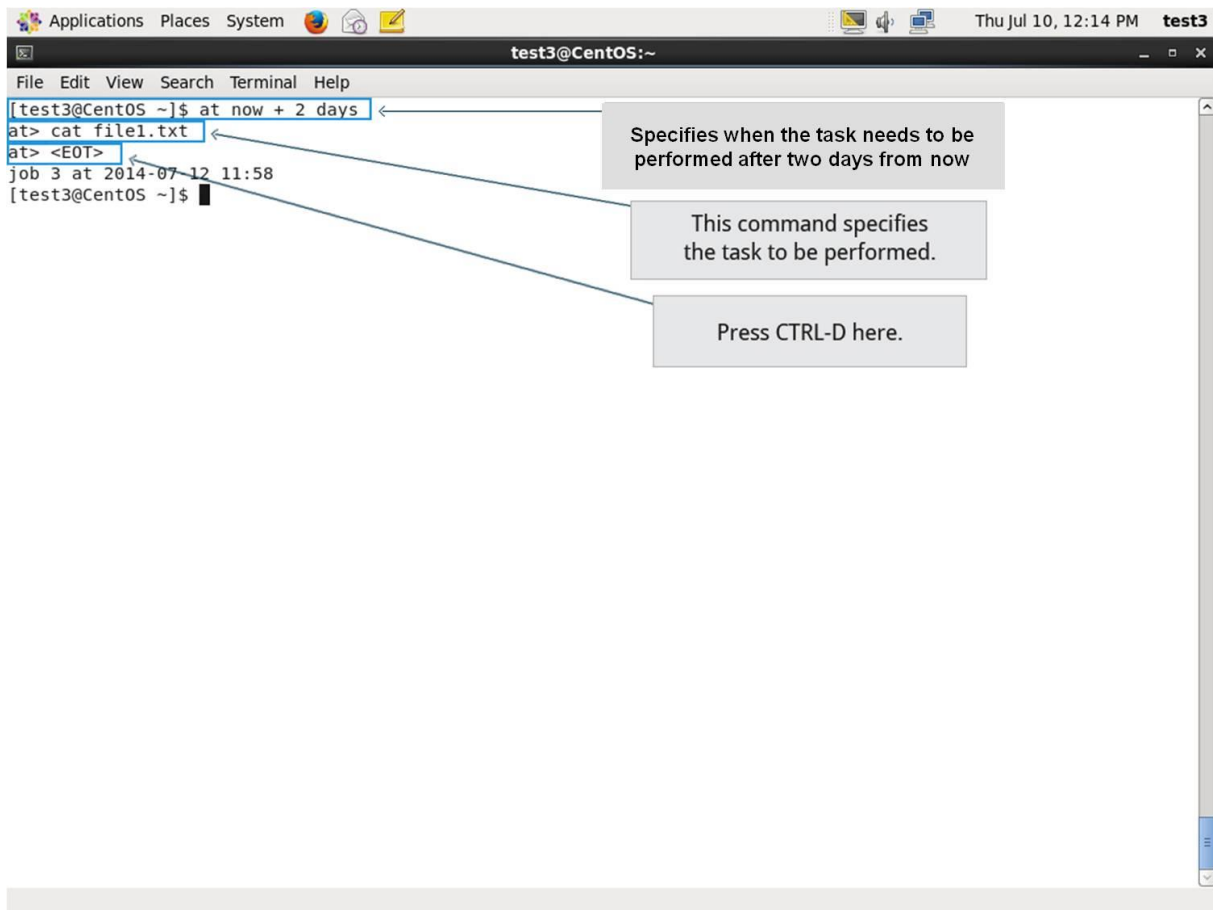 Applications Places System Thu Jul 10, 12:14 PM test3
test3@CentOS:~
File Edit View Search Terminal Help
[test3@CentOS ~]$ at now + 2 days
at> cat file1.txt
at> <EOT>
job 3 at 2014-07-12 11:58
[test3@CentOS ~]$
Specifies when the task needs to be
performed after two days from now
This command specifies
the task to be performed.
Press CTRL-D here.